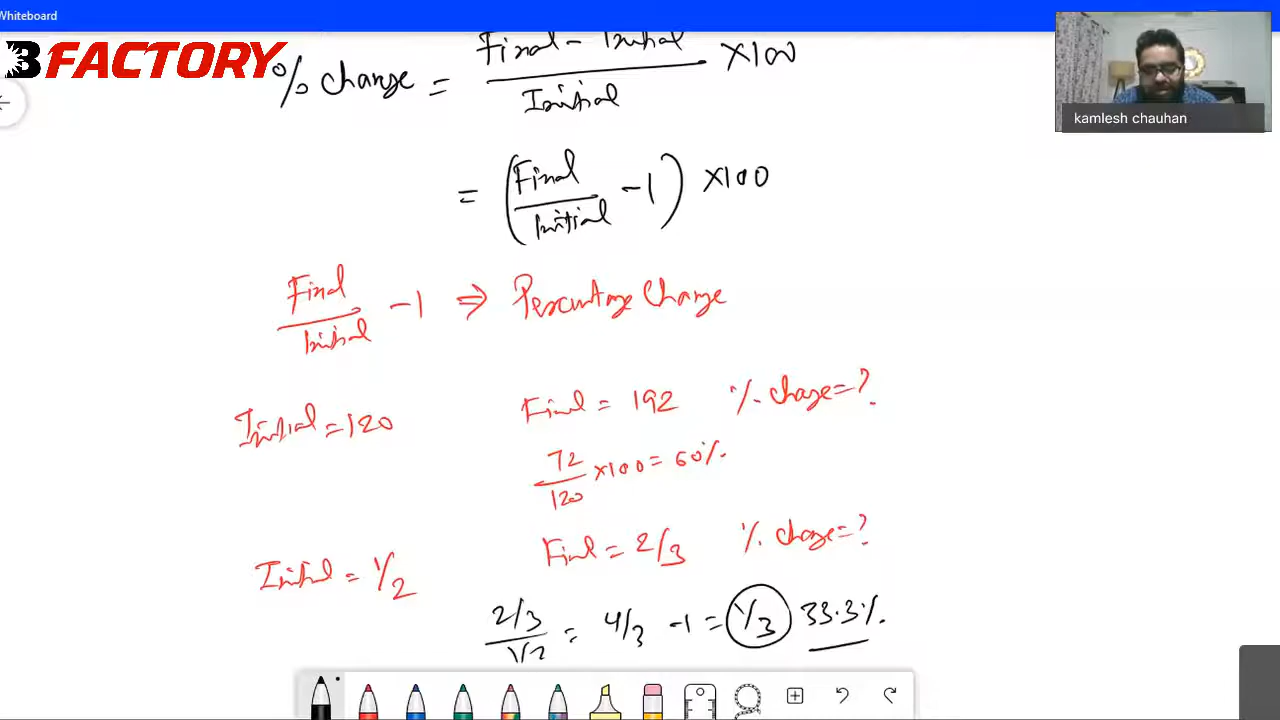 Whiteboard
3FACTORY
kamlesh chauhan
Final - Initial
% Change = ――― ×100
Initial
= (Final/Initial - 1) ×100
Final/Initial - 1 ⇒ Percentage Change
Initial = 120 Final = 192 % Change = ?
72/120 ×100 = 60%
Initial = 1/2 Final = 2/3 % Change = ?
2/3 / 1/2 = 4/3 - 1 = 1/3 33.3%